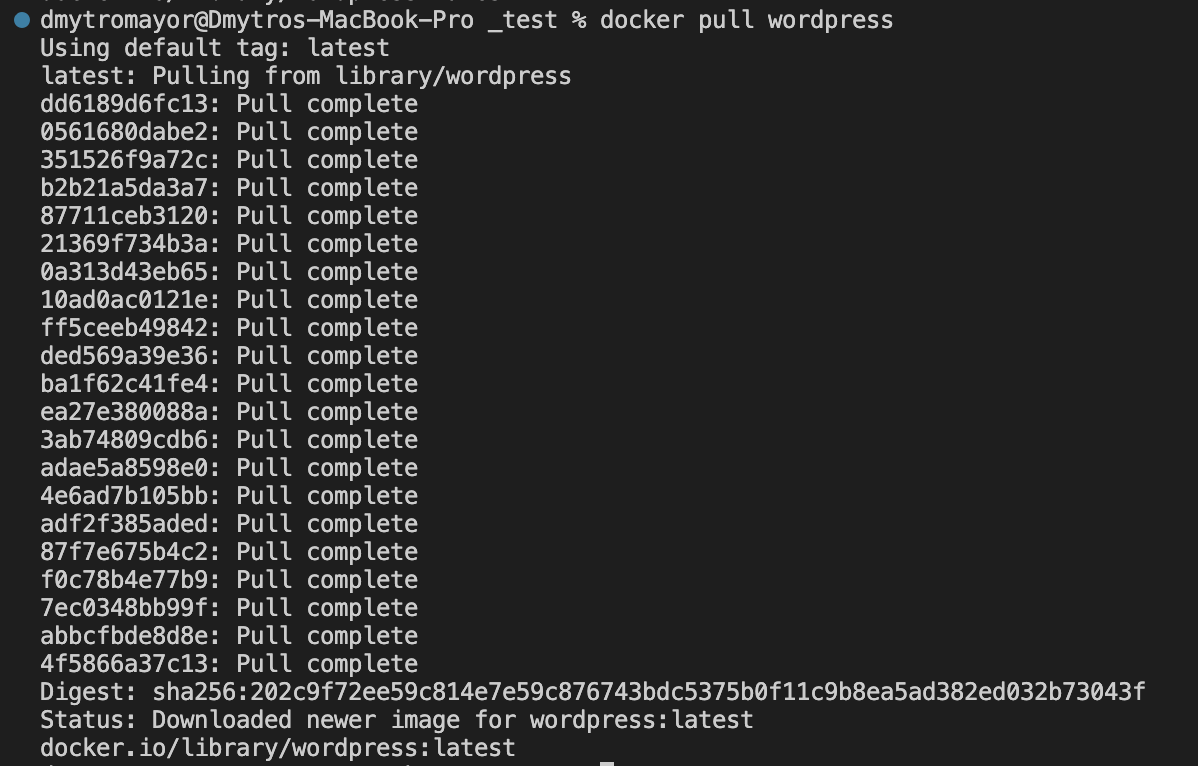 dmytromayor@Dmytros-MacBook-Pro _test % docker pull wordpress
Using default tag: latest
latest: Pulling from library/wordpress
dd6189d6fc13: Pull complete
0561680dabe2: Pull complete
351526f9a72c: Pull complete
b2b21a5da3a7: Pull complete
87711ceb3120: Pull complete
21369f734b3a: Pull complete
0a313d43eb65: Pull complete
10ad0ac0121e: Pull complete
ff5ceeb49842: Pull complete
ded569a39e36: Pull complete
ba1f62c41fe4: Pull complete
ea27e380088a: Pull complete
3ab74809cdb6: Pull complete
adae5a8598e0: Pull complete
4e6ad7b105bb: Pull complete
adf2f385aded: Pull complete
87f7e675b4c2: Pull complete
f0c78b4e77b9: Pull complete
7ec0348bb99f: Pull complete
abbcfbde8d8e: Pull complete
4f5866a37c13: Pull complete
Digest: sha256:202c9f72ee59c814e7e59c876743bdc5375b0f11c9b8ea5ad382ed032b73043f
Status: Downloaded newer image for wordpress:latest
docker.io/library/wordpress:latest